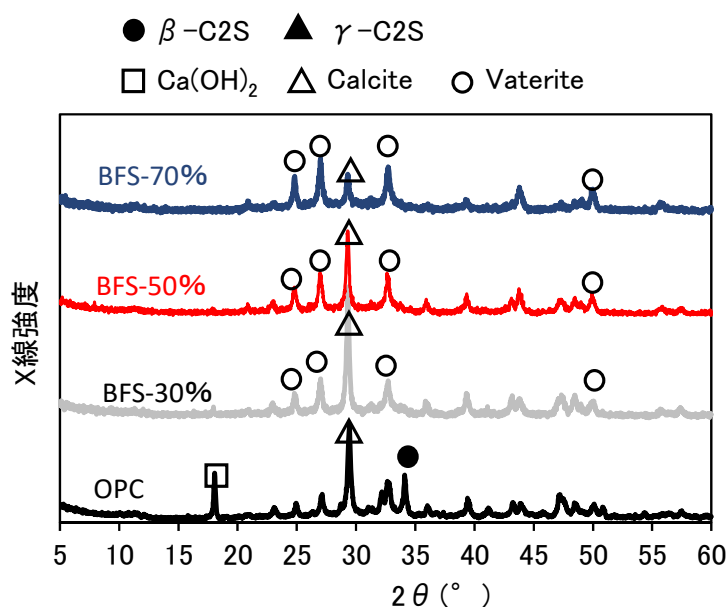 β-C2S γ-C2S
Ca(OH)₂ Calcite Vaterite
BFS-70%
BFS-50%
BFS-30%
OPC
X線強度
5 10 15 20 25 30 35 40 45 50 55 60
2θ(°)